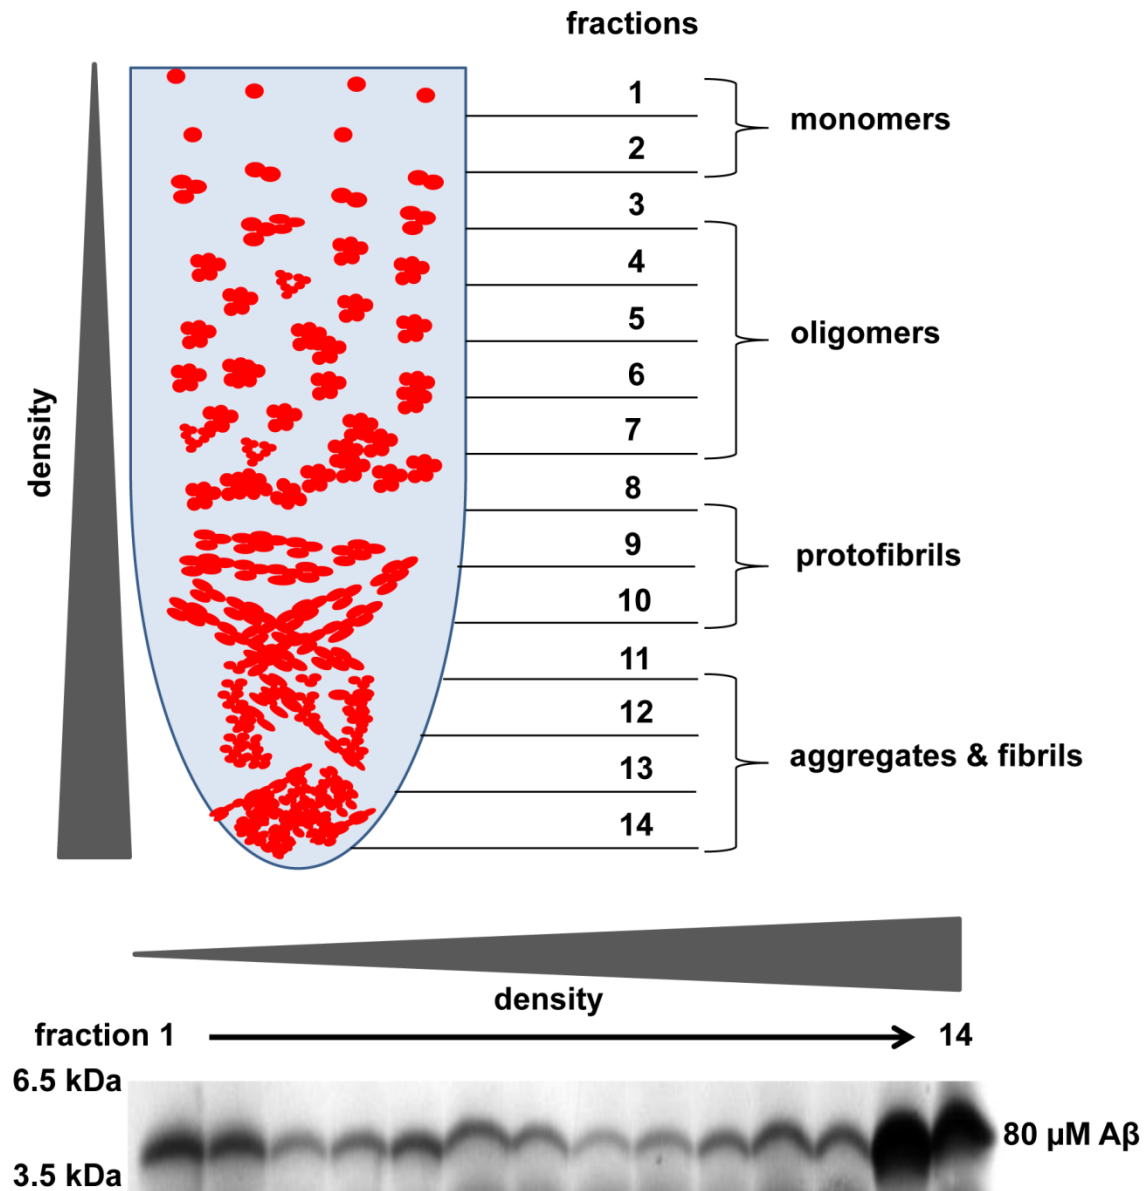 fractions
1
monomers
2
3
4
5
oligomers
6
7
density
8
9
protofibrils
10
11
12
aggregates & fibrils
13
14
density
fraction 1
14
6.5 kDa
80 µM Aβ
3.5 kDa